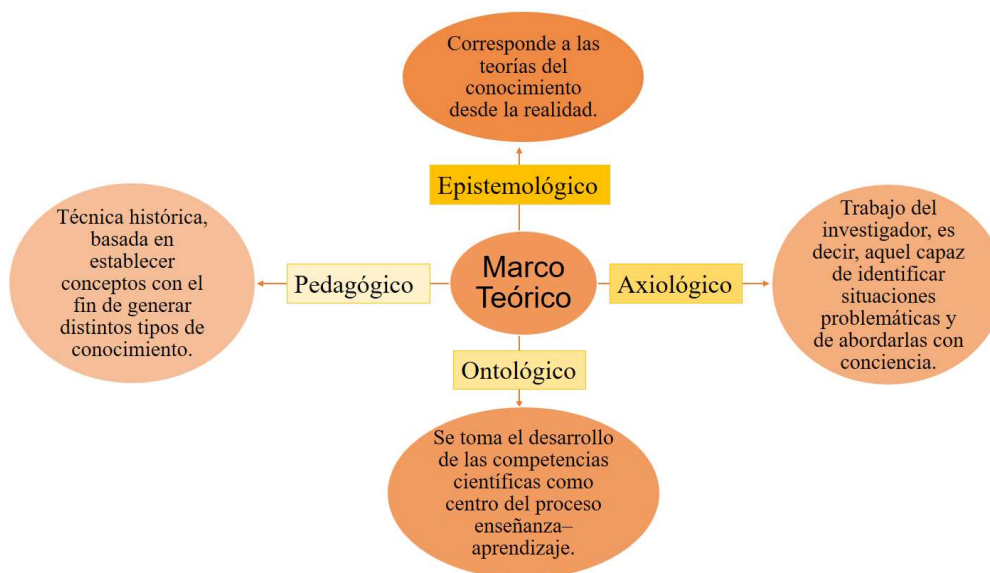 Corresponde a las
teorías del
conocimiento
desde la realidad.
Epistemológico
Técnica histórica,
basada en
establecer
conceptos con el
fin de generar
distintos tipos de
conocimiento.
Pedagógico
Marco
Teórico
Axiológico
Trabajo del
investigador, es
decir, aquel capaz
de identificar
situaciones
problemáticas y
de abordarlas con
conciencia.
Ontológico
Se toma el desarrollo
de las competencias
científicas como
centro del proceso
enseñanza–
aprendizaje.